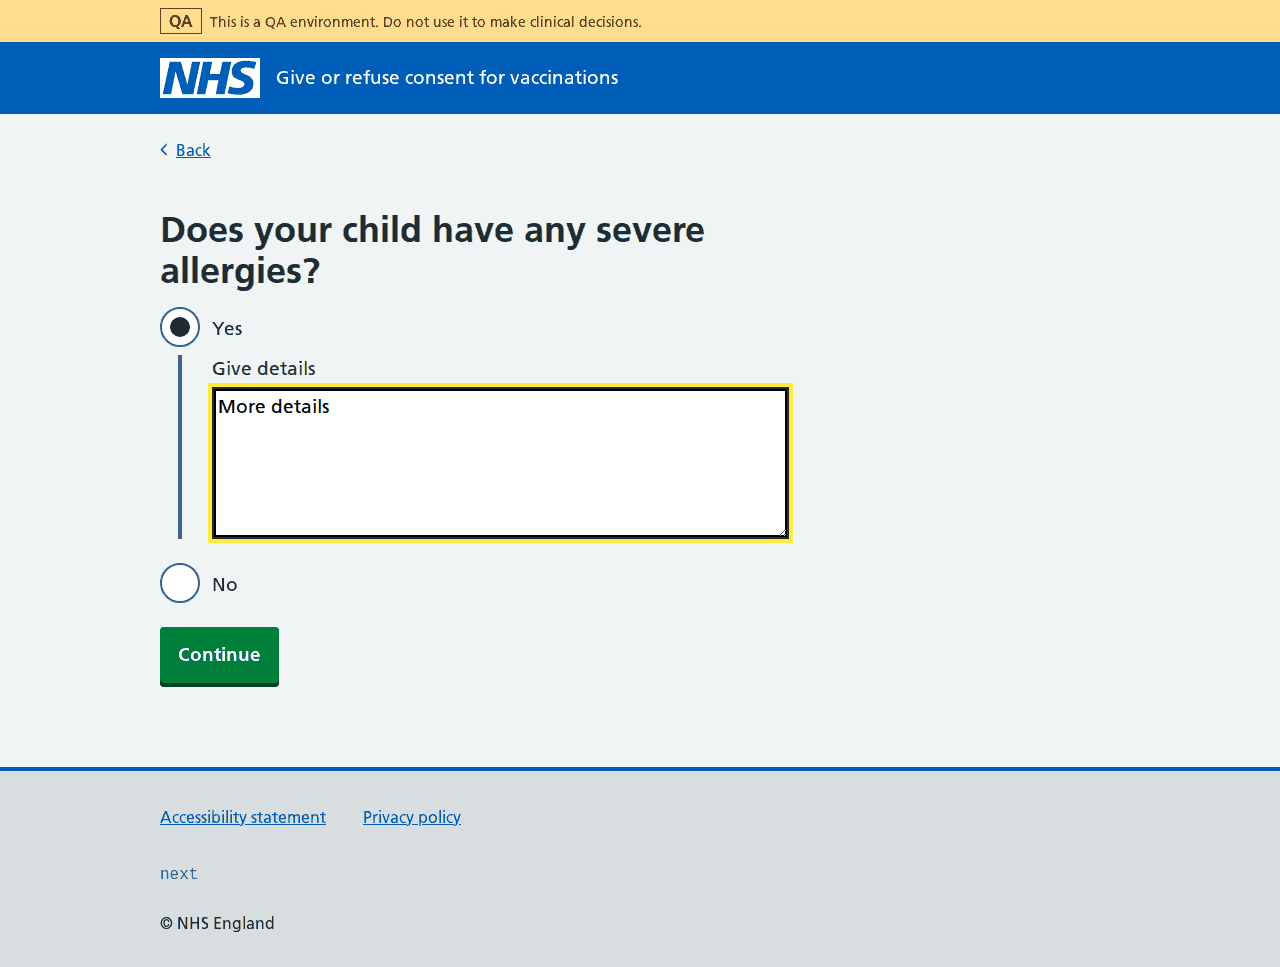 QA This is a QA environment. Do not use it to make clinical decisions.
NHS Give or refuse consent for vaccinations
Back
Does your child have any severe
allergies?
Yes
Give details
More details
No
Continue
Accessibility statement Privacy policy
next
© NHS England